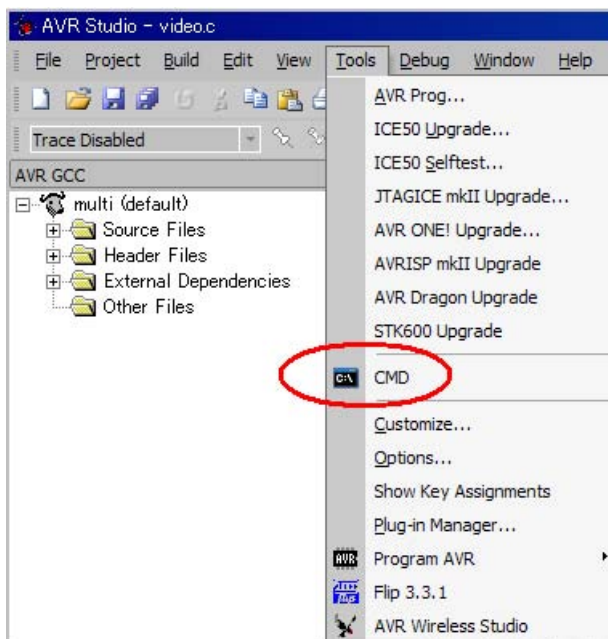 AVR Studio - video.c
File Project Build Edit View Tools Debug Window Help
Trace Disabled
AVR GCC
multi (default)
Source Files
Header Files
External Dependencies
Other Files
AVR Prog...
ICE50 Upgrade...
ICE50 Selftest...
JTAGICE mkII Upgrade...
AVR ONE! Upgrade...
AVRISP mkII Upgrade
AVR Dragon Upgrade
STK600 Upgrade
C:\ CMD
Customize...
Options...
Show Key Assignments
Plug-in Manager...
AVR Program AVR
Flip 3.3.1
AVR Wireless Studio